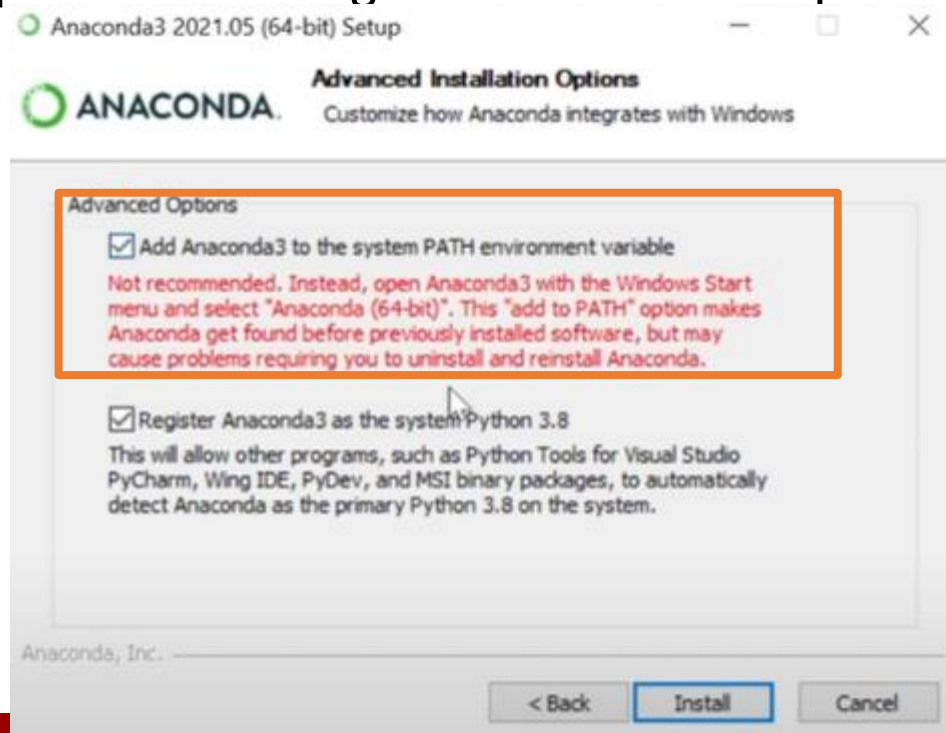 Anaconda3 2021.05 (64-bit) Setup
ANACONDA.
Advanced Installation Options
Customize how Anaconda integrates with Windows
Advanced Options
Add Anaconda3 to the system PATH environment variable
Not recommended. Instead, open Anaconda3 with the Windows Start
menu and select "Anaconda (64-bit)". This "add to PATH" option makes
Anaconda get found before previously installed software, but may
cause problems requiring you to uninstall and reinstall Anaconda.
Register Anaconda3 as the system Python 3.8
This will allow other programs, such as Python Tools for Visual Studio
PyCharm, Wing IDE, PyDev, and MSI binary packages, to automatically
detect Anaconda as the primary Python 3.8 on the system.
Anaconda, Inc.
< Back
Install
Cancel